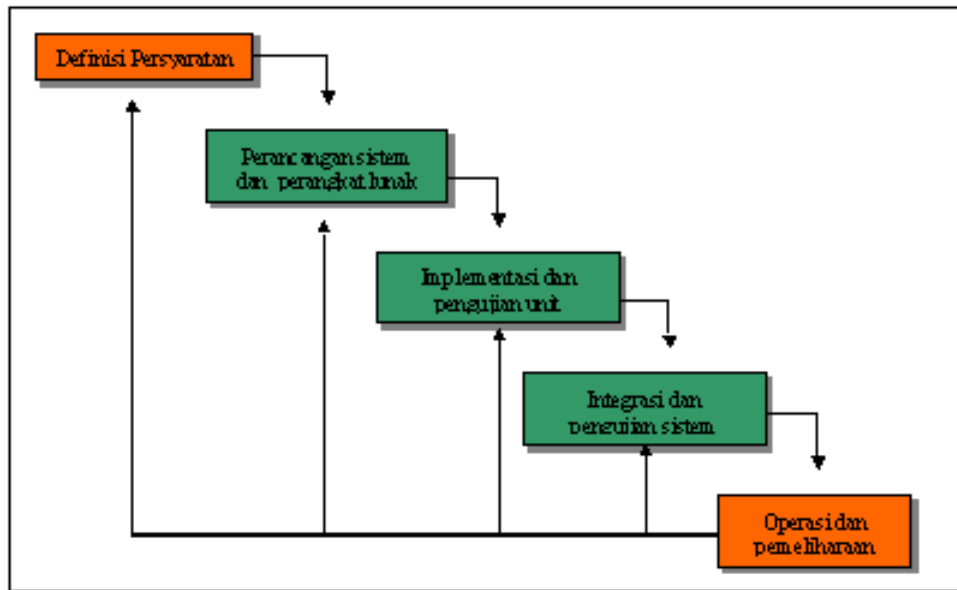 Definisi Persyaratan
Perancangan sistem
dan perangkat lunak
Implementasi dan
pengujian unit
Integrasi dan
pengujian sistem
Operasi dan
pemeliharaan